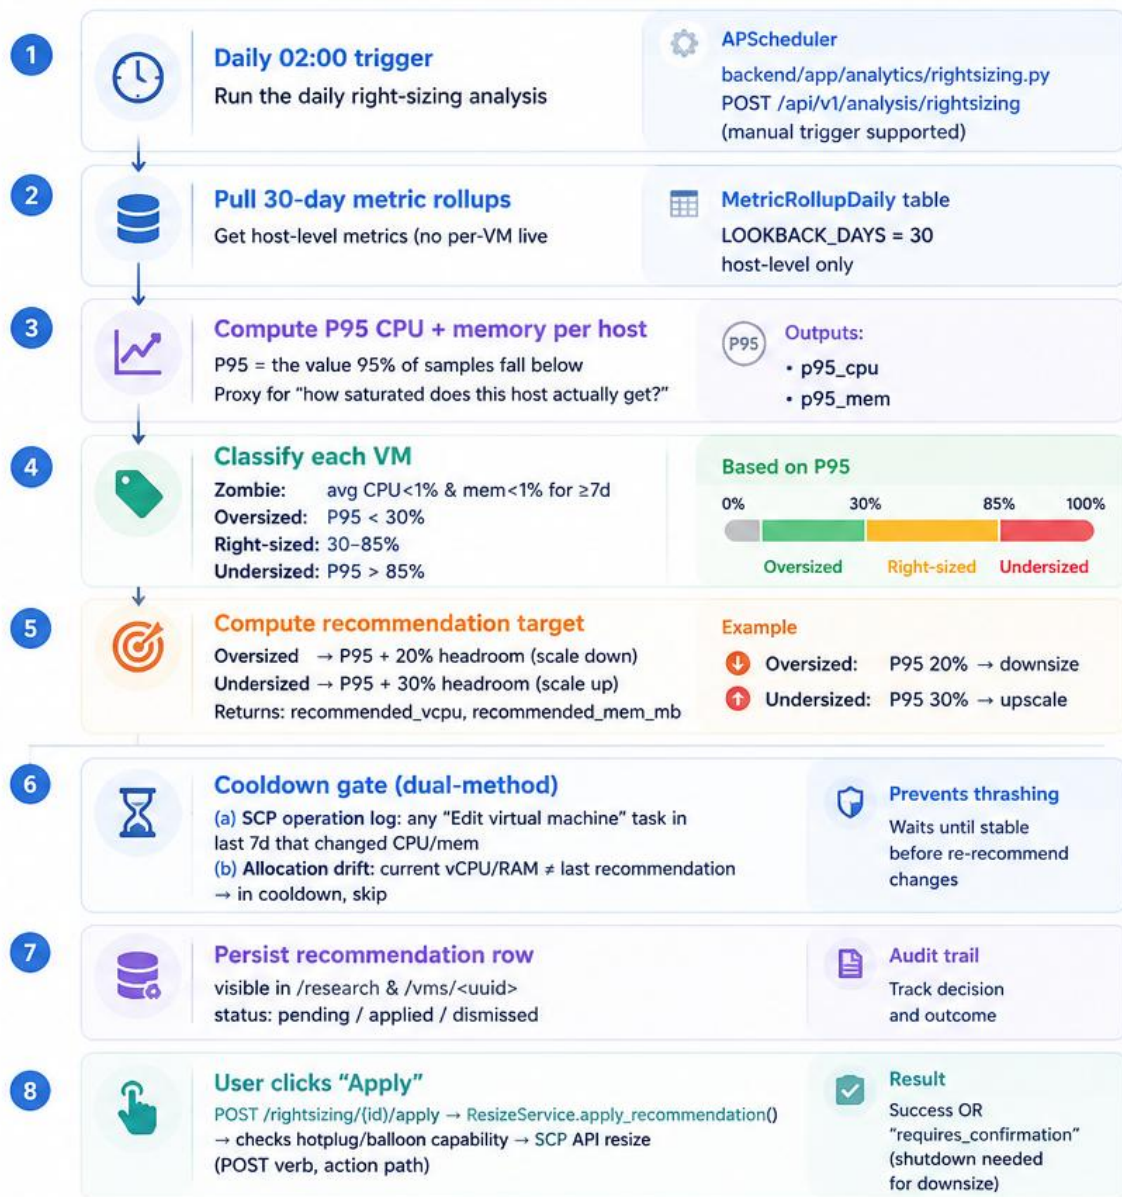 1
Daily 02:00 trigger
Run the daily right-sizing analysis
APScheduler
backend/app/analytics/rightsizing.py
POST /api/v1/analysis/rightsizing
(manual trigger supported)
2
Pull 30-day metric rollups
Get host-level metrics (no per-VM live
MetricRollupDaily table
LOOKBACK_DAYS = 30
host-level only
3
Compute P95 CPU + memory per host
P95 = the value 95% of samples fall below
Proxy for “how saturated does this host actually get?”
P95
Outputs:
• p95_cpu
• p95_mem
4
Classify each VM
Zombie: avg CPU<1% & mem<1% for ≥7d
Oversized: P95 < 30%
Right-sized: 30–85%
Undersized: P95 > 85%
Based on P95
0% 30% 85% 100%
Oversized Right-sized Undersized
5
Compute recommendation target
Oversized → P95 + 20% headroom (scale down)
Undersized → P95 + 30% headroom (scale up)
Returns: recommended_vcpu, recommended_mem_mb
Example
Oversized: P95 20% → downsize
Undersized: P95 30% → upscale
6
Cooldown gate (dual-method)
(a) SCP operation log: any “Edit virtual machine” task in
last 7d that changed CPU/mem
(b) Allocation drift: current vCPU/RAM ≠ last recommendation
→ in cooldown, skip
Prevents thrashing
Waits until stable
before re-recommend
changes
7
Persist recommendation row
visible in /research & /vms/<uuid>
status: pending / applied / dismissed
Audit trail
Track decision
and outcome
8
User clicks “Apply”
POST /rightsizing/{id}/apply → ResizeService.apply_recommendation()
→ checks hotplug/balloon capability → SCP API resize
(POST verb, action path)
Result
Success OR
“requires_confirmation”
(shutdown needed
for downsize)